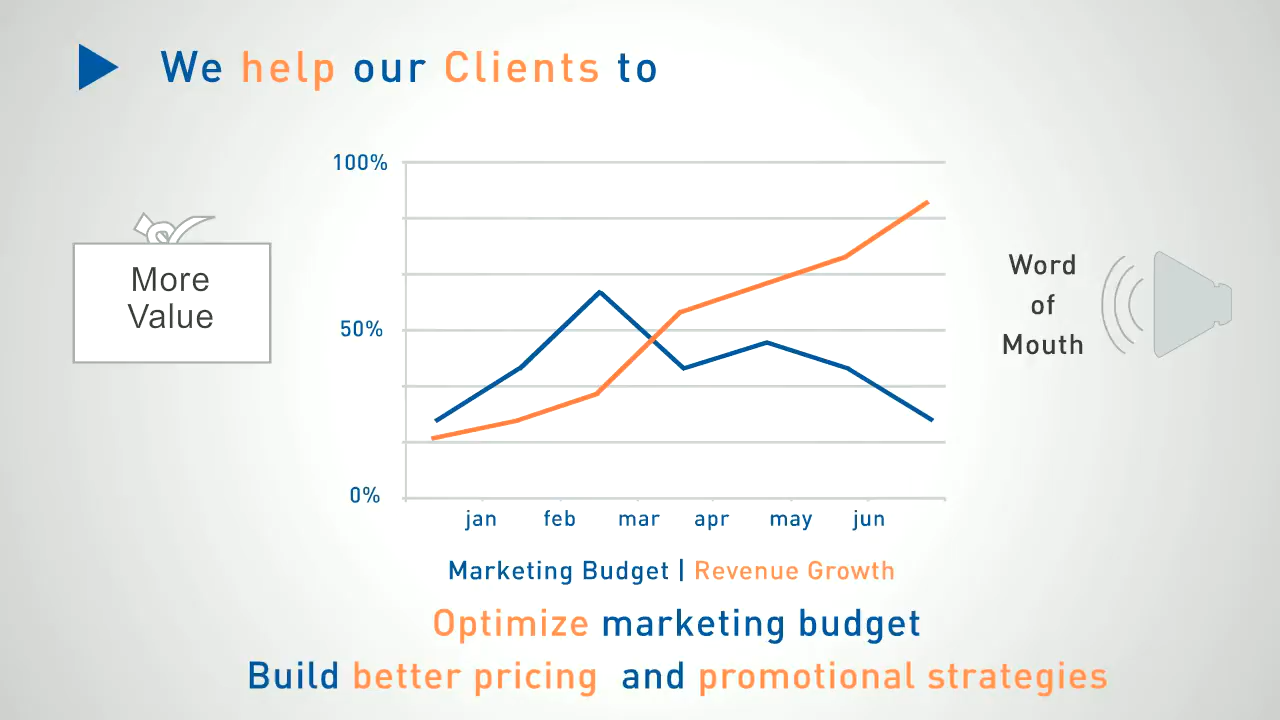 We help our Clients to
100%
50%
0%
More
Value
Word
of
Mouth
jan feb mar apr may jun
Marketing Budget | Revenue Growth
Optimize marketing budget
Build better pricing and promotional strategies